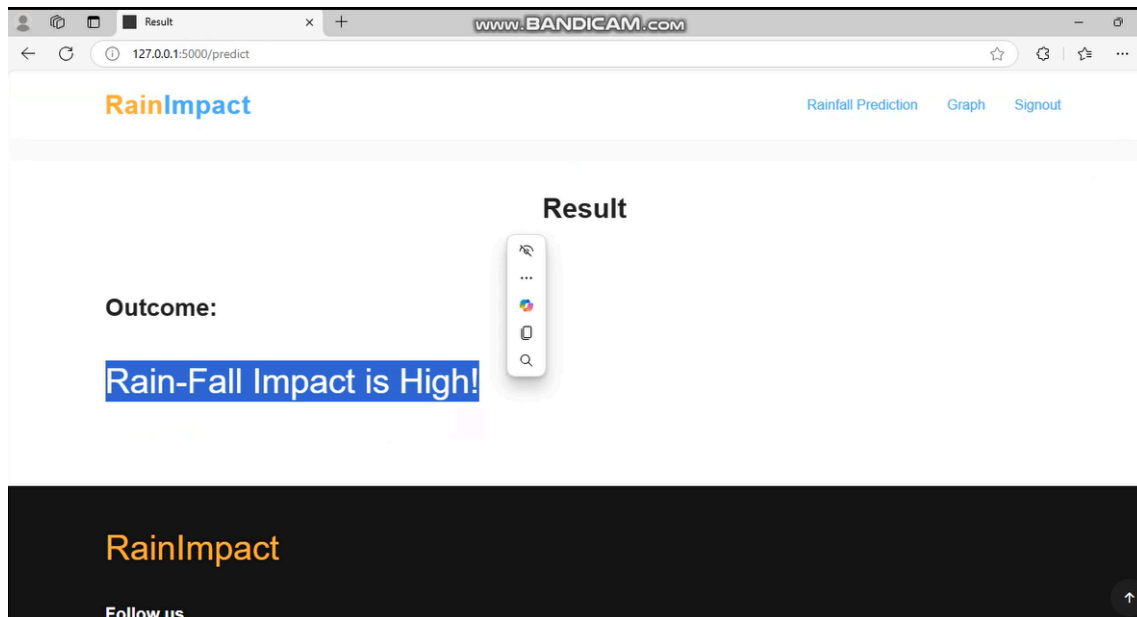 Result
www.BANDICAM.com
127.0.0.1:5000/predict
RainImpact
Rainfall Prediction Graph Signout
Result
Outcome:
Rain-Fall Impact is High!
RainImpact
Follow us